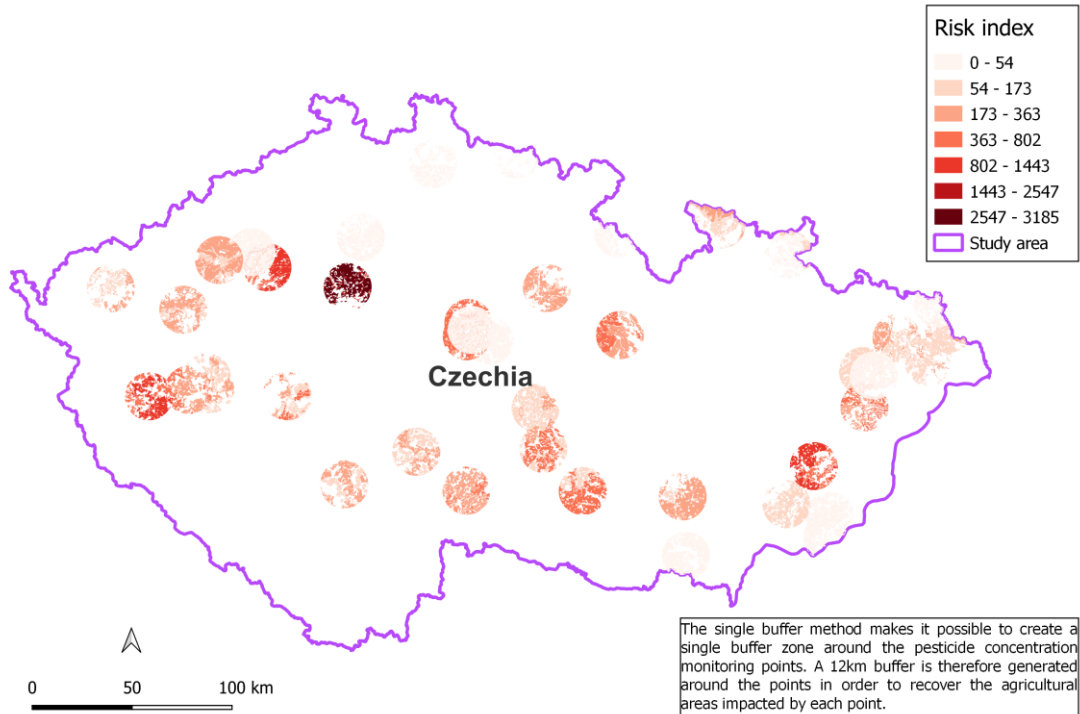 Risk index
0 - 54
54 - 173
173 - 363
363 - 802
802 - 1443
1443 - 2547
2547 - 3185
Study area
Czechia
The single buffer method makes it possible to create a
single buffer zone around the pesticide concentration
monitoring points. A 12km buffer is therefore generated
around the points in order to recover the agricultural
areas impacted by each point.
0 50 100 km